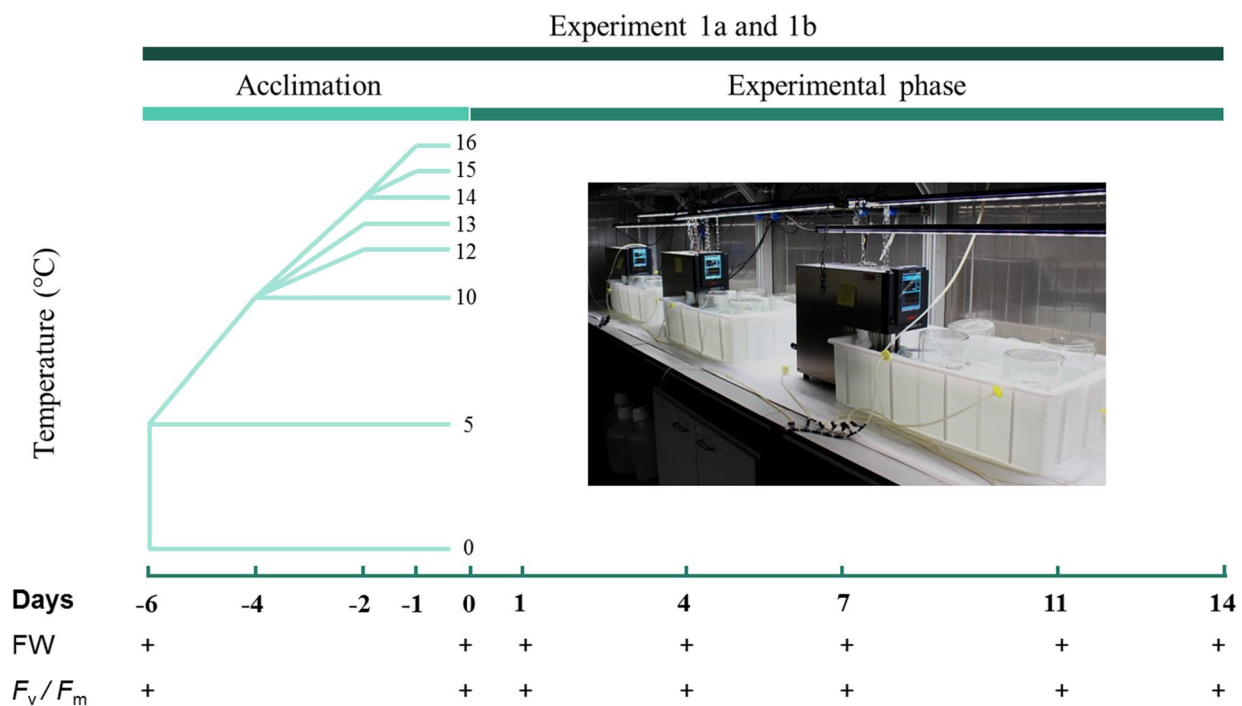 Experiment 1a and 1b
Acclimation Experimental phase
Temperature (°C)
16
15
14
13
12
10
5
0
Days -6 -4 -2 -1 0 1 4 7 11 14
FW + + + + + + +
Fv / Fm + + + + + + +